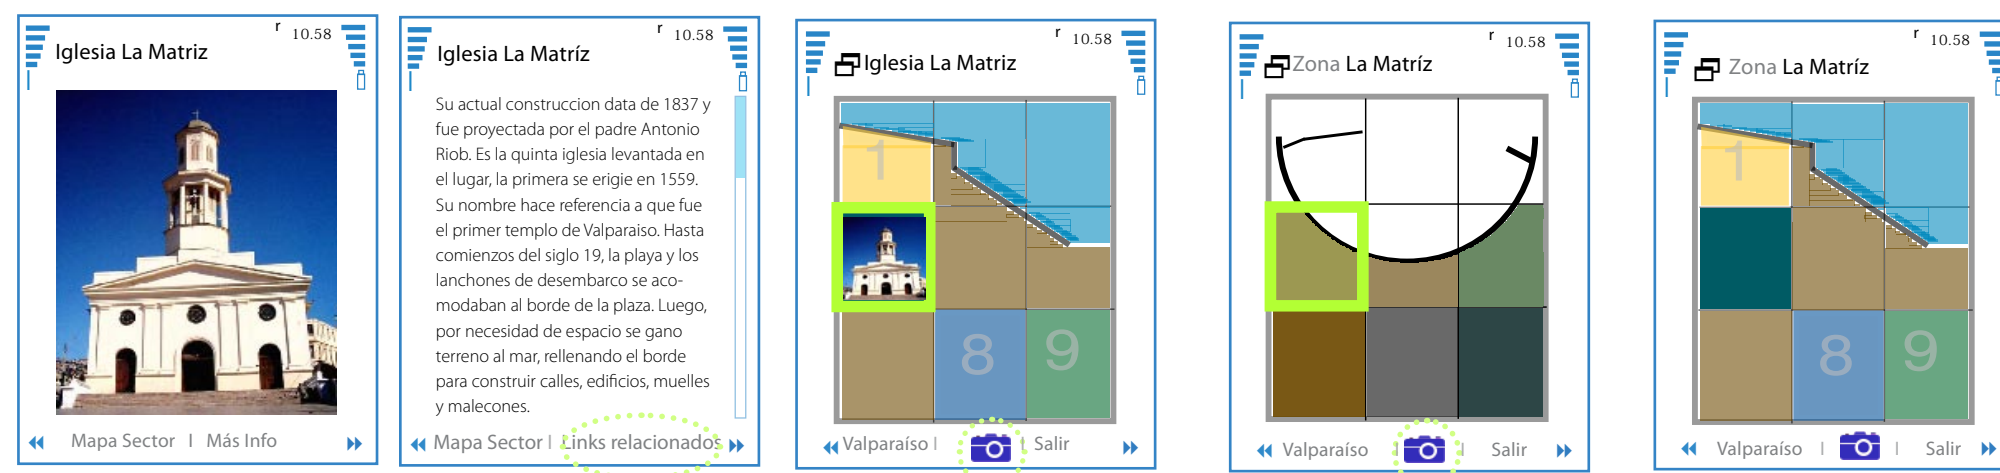 r 10.58
Iglesia La Matriz
Mapa Sector I Más Info
r 10.58
Iglesia La Matríz
Su actual construccion data de 1837 y
fue proyectada por el padre Antonio
Riob. Es la quinta iglesia levantada en
el lugar, la primera se erigie en 1559.
Su nombre hace referencia a que fue
el primer templo de Valparaiso. Hasta
comienzos del siglo 19, la playa y los
lanchones de desembarco se aco-
modaban al borde de la plaza. Luego,
por necesidad de espacio se gano
terreno al mar, rellenando el borde
para construir calles, edificios, muelles
y malecones.
Mapa Sector I Links relacionados
r 10.58
Iglesia La Matriz
1
8 9
Valparaíso I I Salir
r 10.58
Zona La Matríz
Valparaíso I I Salir
r 10.58
Zona La Matríz
1
8 9
Valparaíso I I Salir